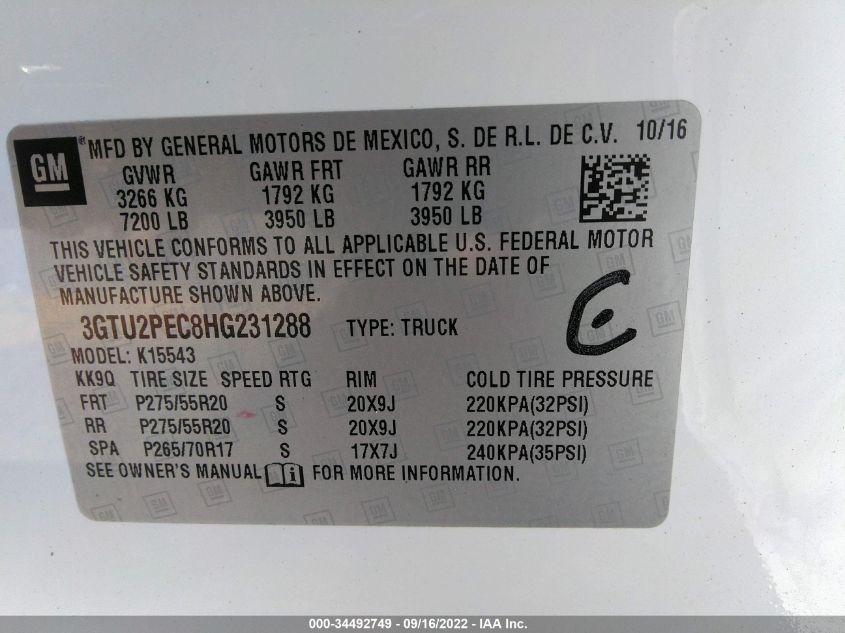 GM ® MFD BY GENERAL MOTORS DE MEXICO, S. DE R.L. DE C.V. 10/16
GVWR GAWR FRT GAWR RR
3266 KG 1792 KG 1792 KG
7200 LB 3950 LB 3950 LB
THIS VEHICLE CONFORMS TO ALL APPLICABLE U.S. FEDERAL MOTOR
VEHICLE SAFETY STANDARDS IN EFFECT ON THE DATE OF
MANUFACTURE SHOWN ABOVE.
3GTU2PEC8HG231288 TYPE: TRUCK
MODEL: K15543
KK9Q TIRE SIZE SPEED RTG RIM COLD TIRE PRESSURE
FRT P275/55R20 S 20X9J 220KPA(32PSI)
RR P275/55R20 S 20X9J 220KPA(32PSI)
SPA P265/70R17 S 17X7J 240KPA(35PSI)
SEE OWNER'S MANUAL i FOR MORE INFORMATION.
000-34492749 - 09/16/2022 - IAA Inc.